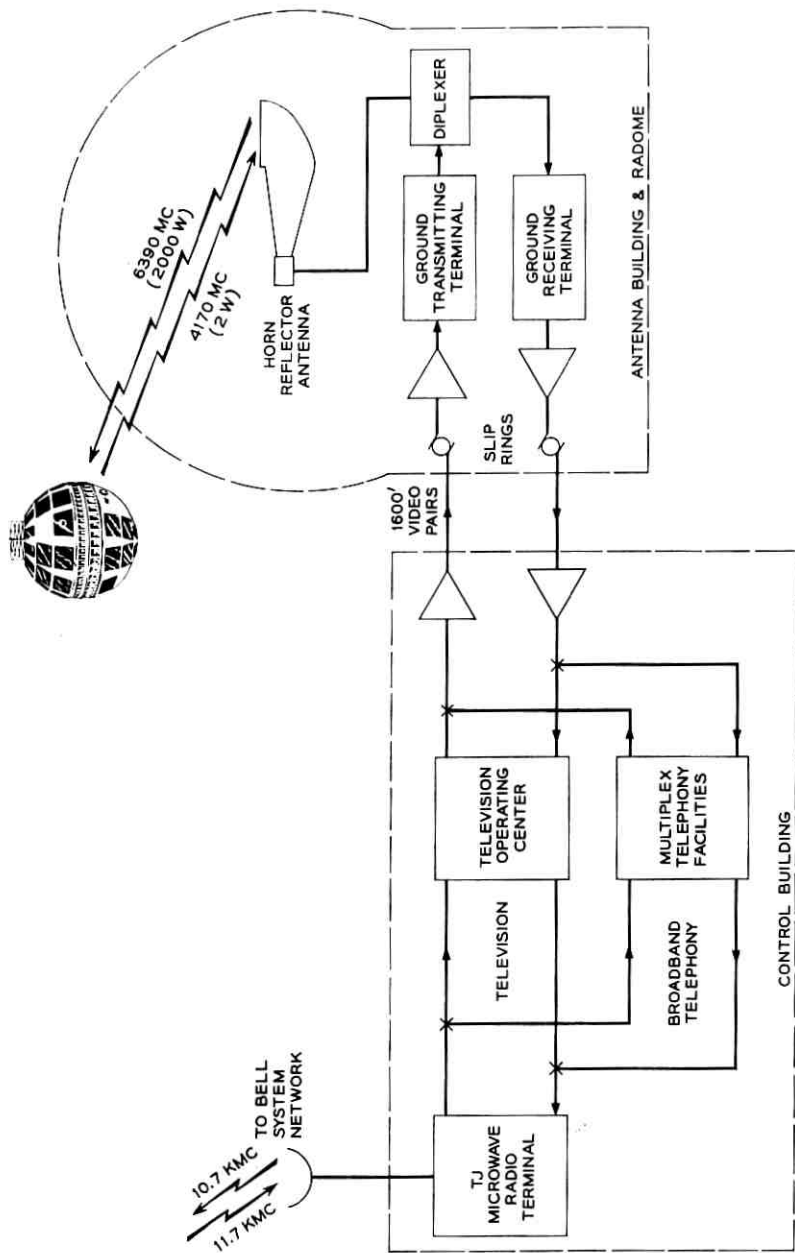 6390 MC
(2000 W)
4170 MC
(2 W)
HORN
REFLECTOR
ANTENNA
DIPLEXER
GROUND
TRANSMITTING
TERMINAL
GROUND
RECEIVING
TERMINAL
SLIP
RINGS
ANTENNA BUILDING & RADOME
1600'
VIDEO
PAIRS
TELEVISION
OPERATING
CENTER
MULTIPLEX
TELEPHONY
FACILITIES
TELEVISION
BROADBAND
TELEPHONY
CONTROL BUILDING
TO BELL
SYSTEM
NETWORK
10.7 KMC
11.7 KMC
TJ
MICROWAVE
RADIO
TERMINAL